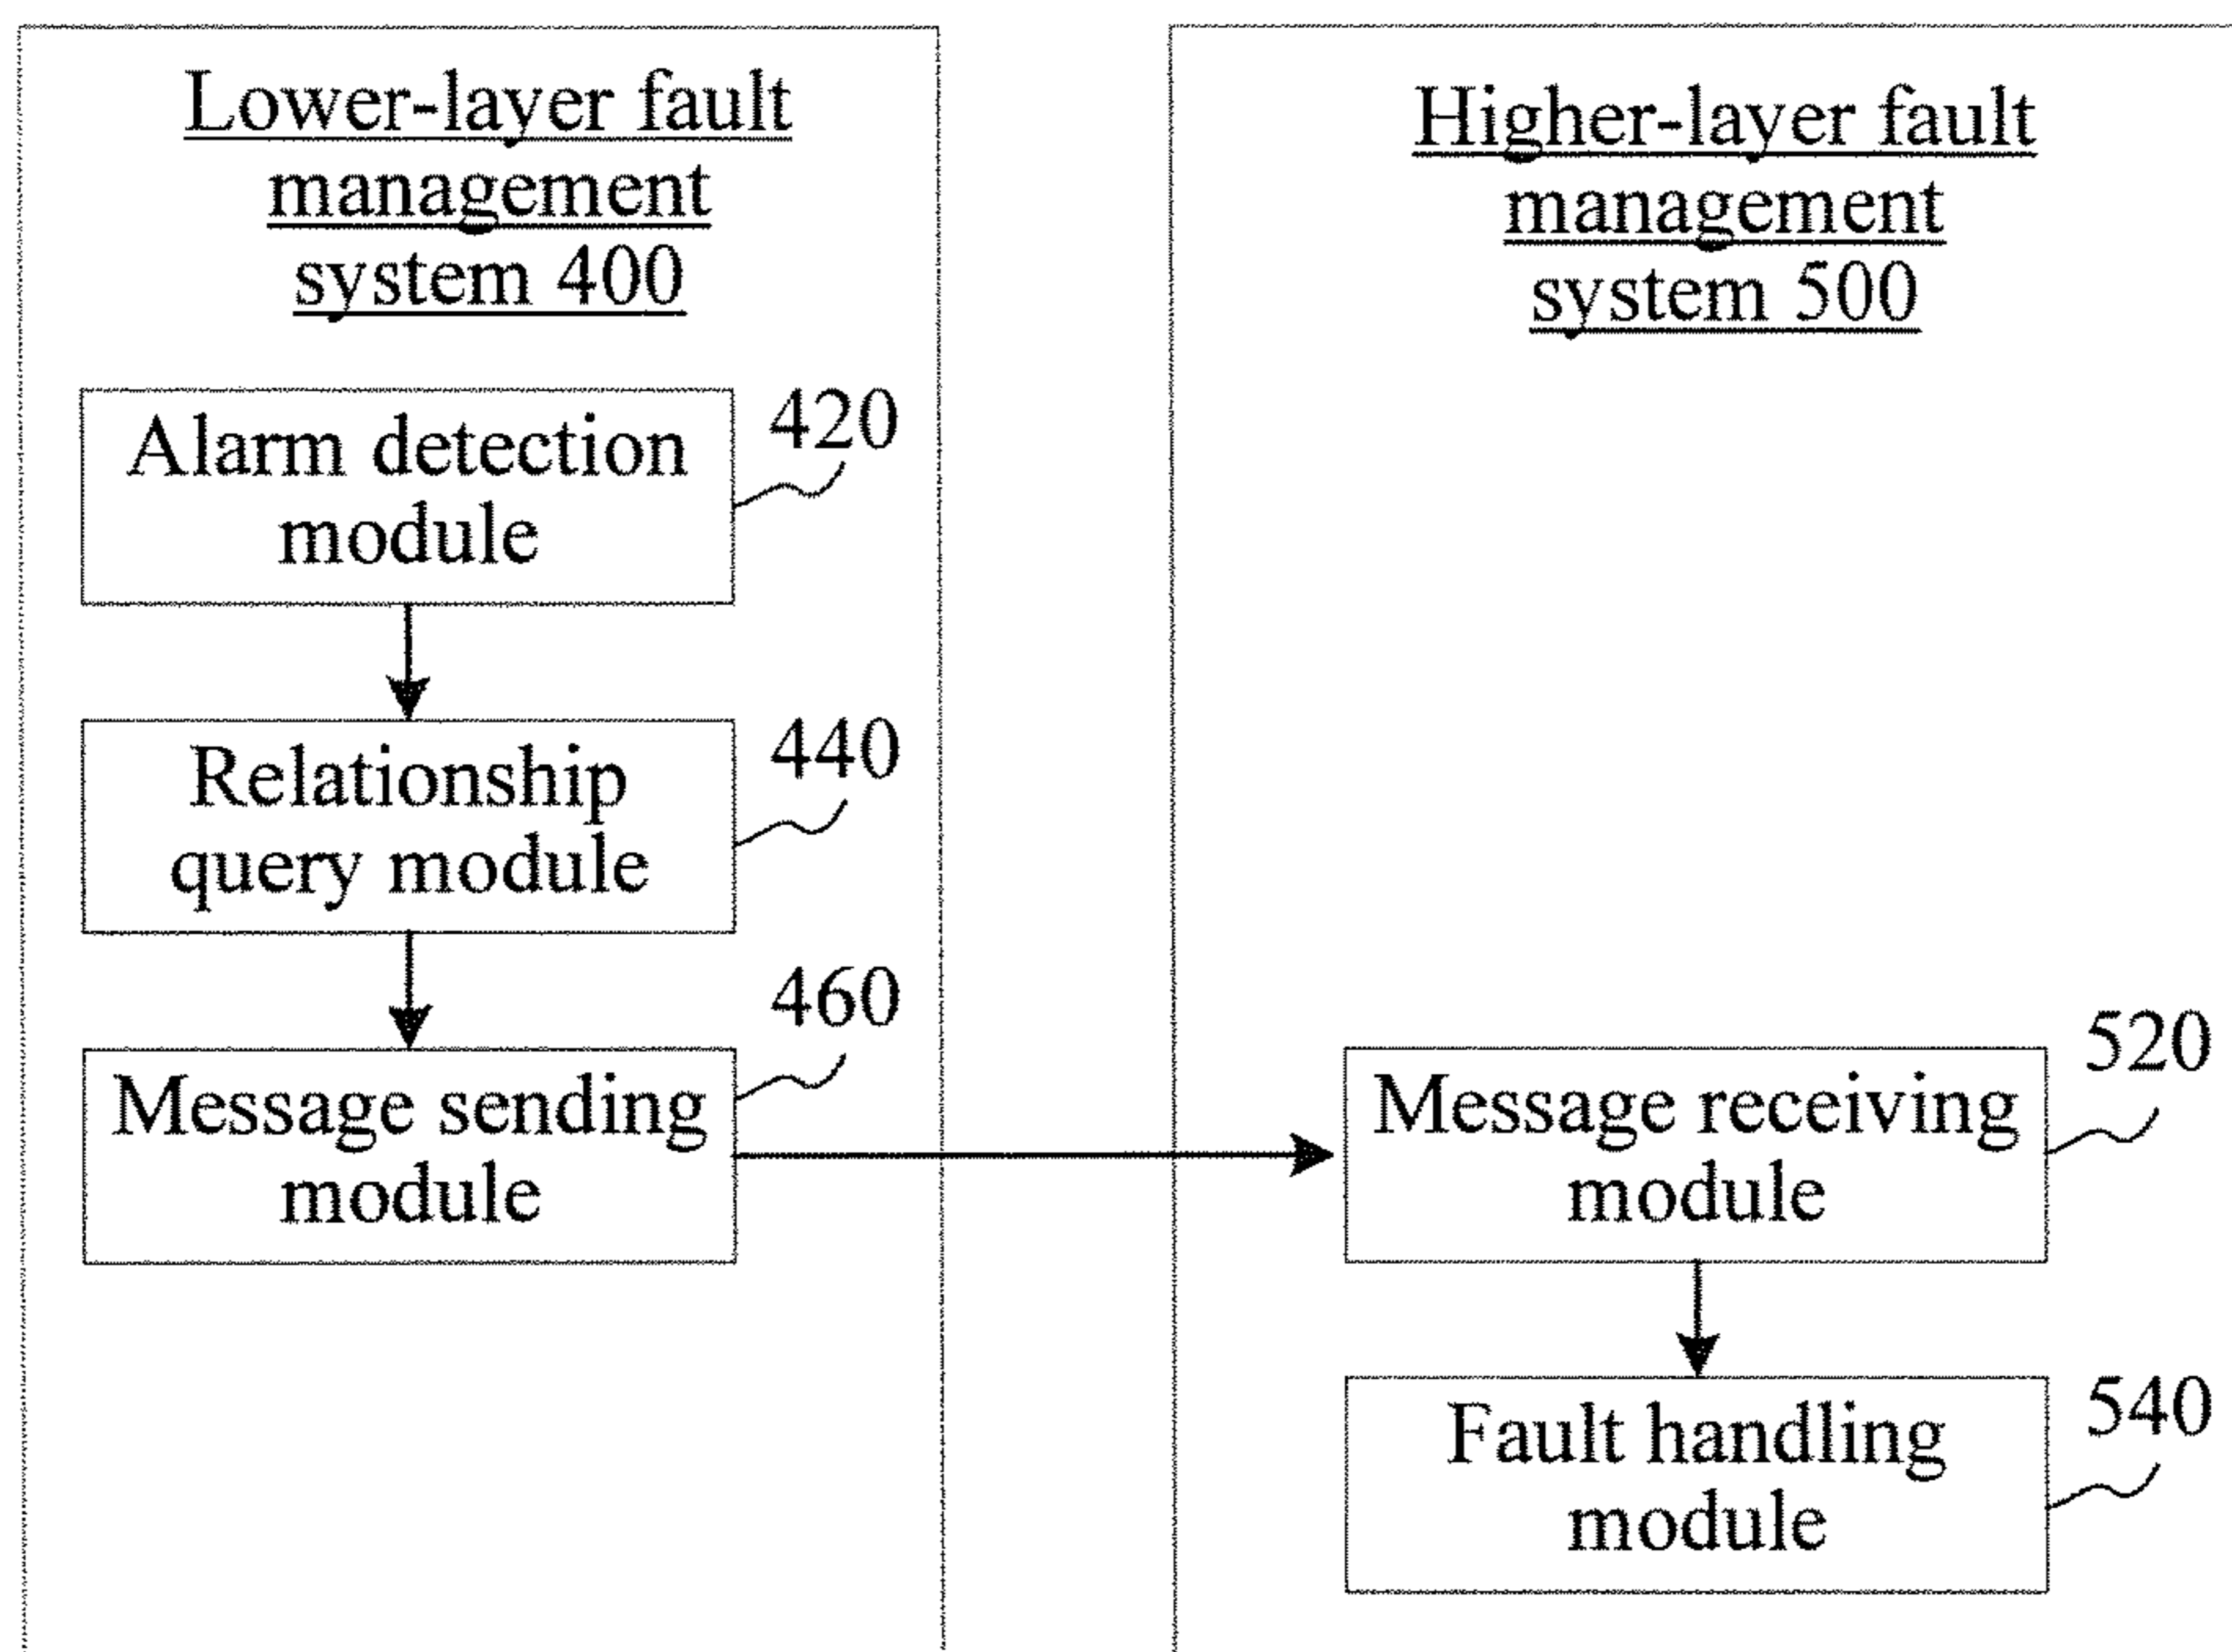 Lower-layer fault
management
system 400
Alarm detection
module
420
Relationship
query module
440
Message sending
module
460
Higher-layer fault
management
system 500
Message receiving
module
520
Fault handling
module
540